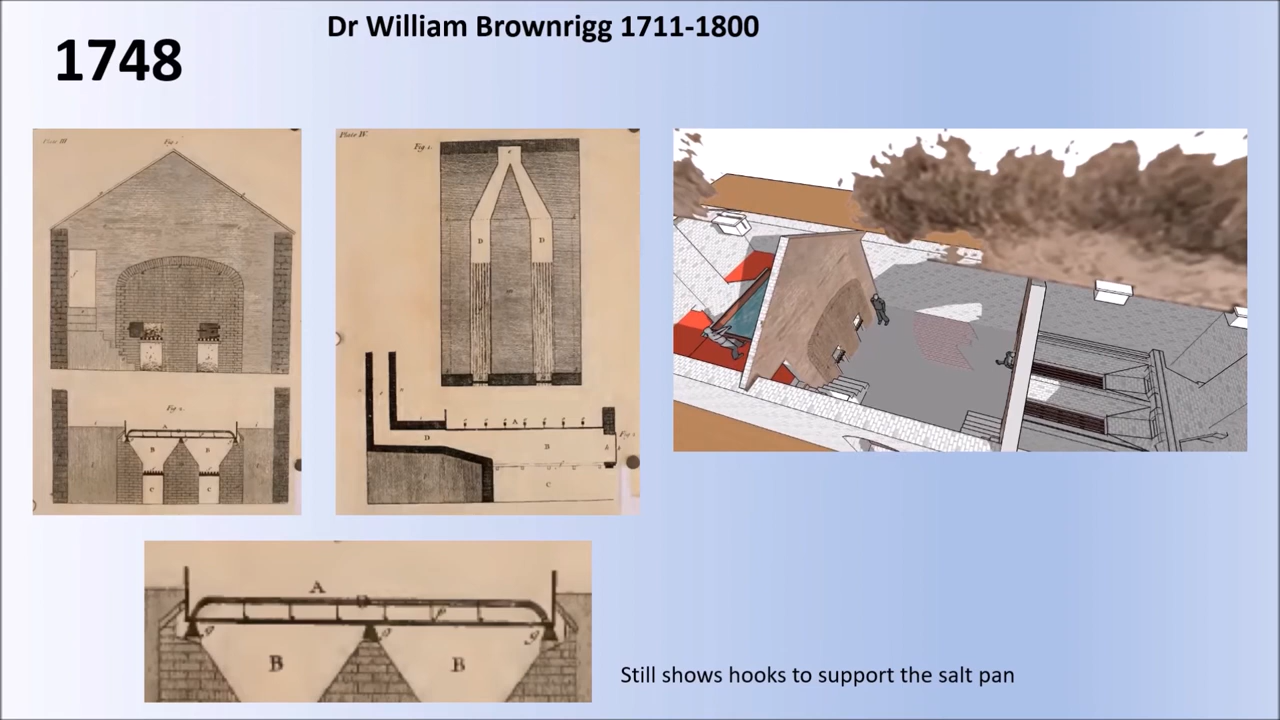 Dr William Brownrigg 1711-1800
1748
Plate III
Fig 1
Plate IV.
Fig 1.
D D
Fig 2.
A
B B
C C
A
D
B
C
A
g g g
B B
Still shows hooks to support the salt pan